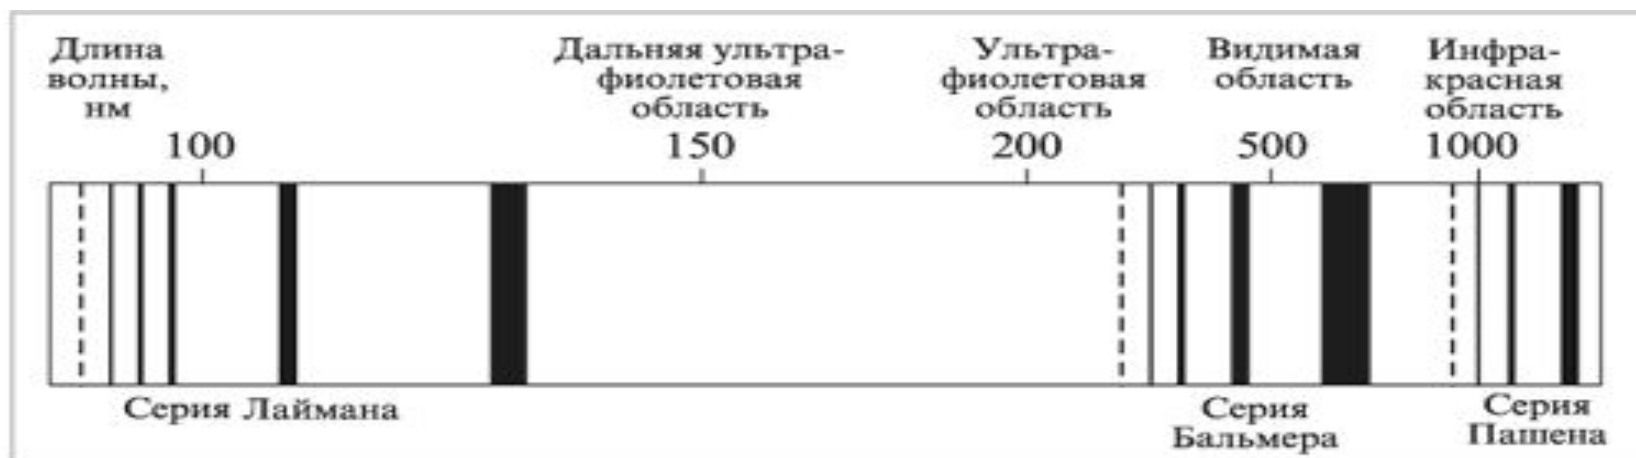 Длина
волны,
нм
Дальняя ультра-
фиолетовая
область
Ультра-
фиолетовая
область
Видимая
область
Инфра-
красная
область
100
150
200
500
1000
Серия Лаймана
Серия
Бальмера
Серия
Пашена